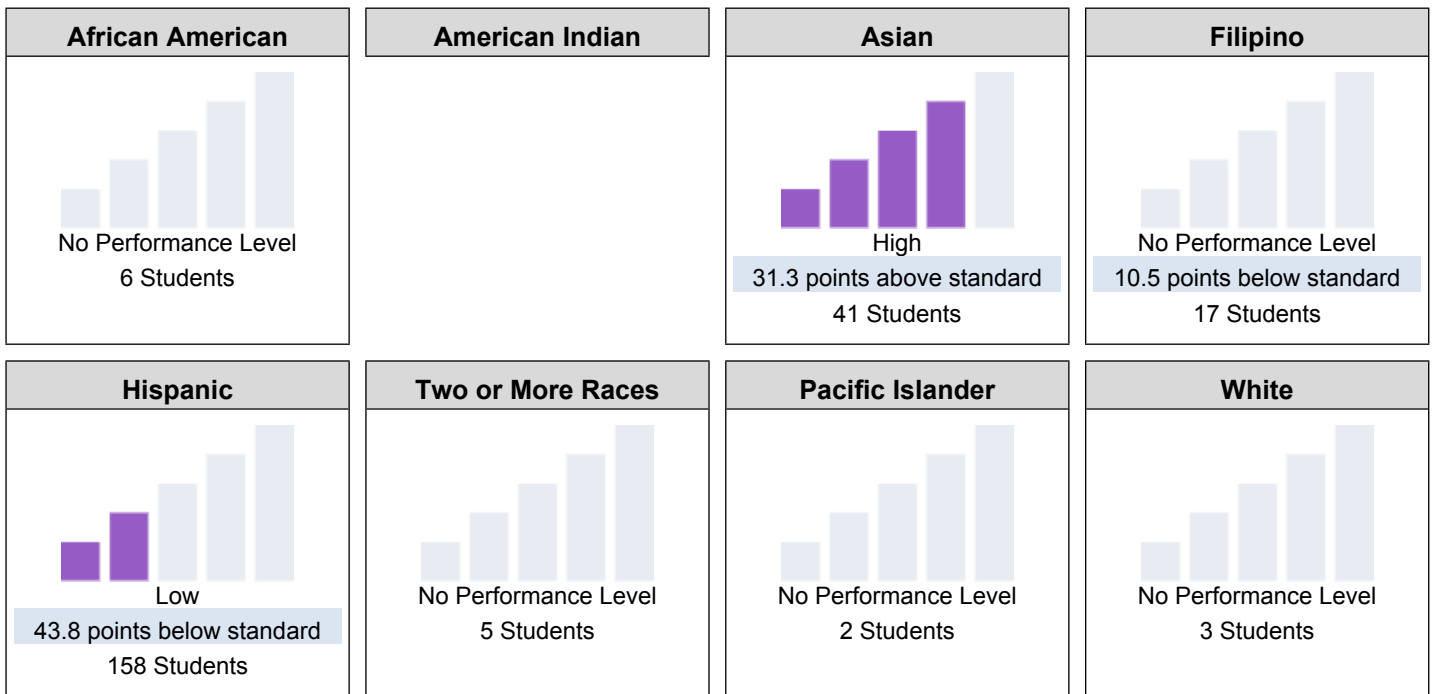 African American
No Performance Level
6 Students
American Indian
Asian
High
31.3 points above standard
41 Students
Filipino
No Performance Level
10.5 points below standard
17 Students
Hispanic
Low
43.8 points below standard
158 Students
Two or More Races
No Performance Level
5 Students
Pacific Islander
No Performance Level
2 Students
White
No Performance Level
3 Students